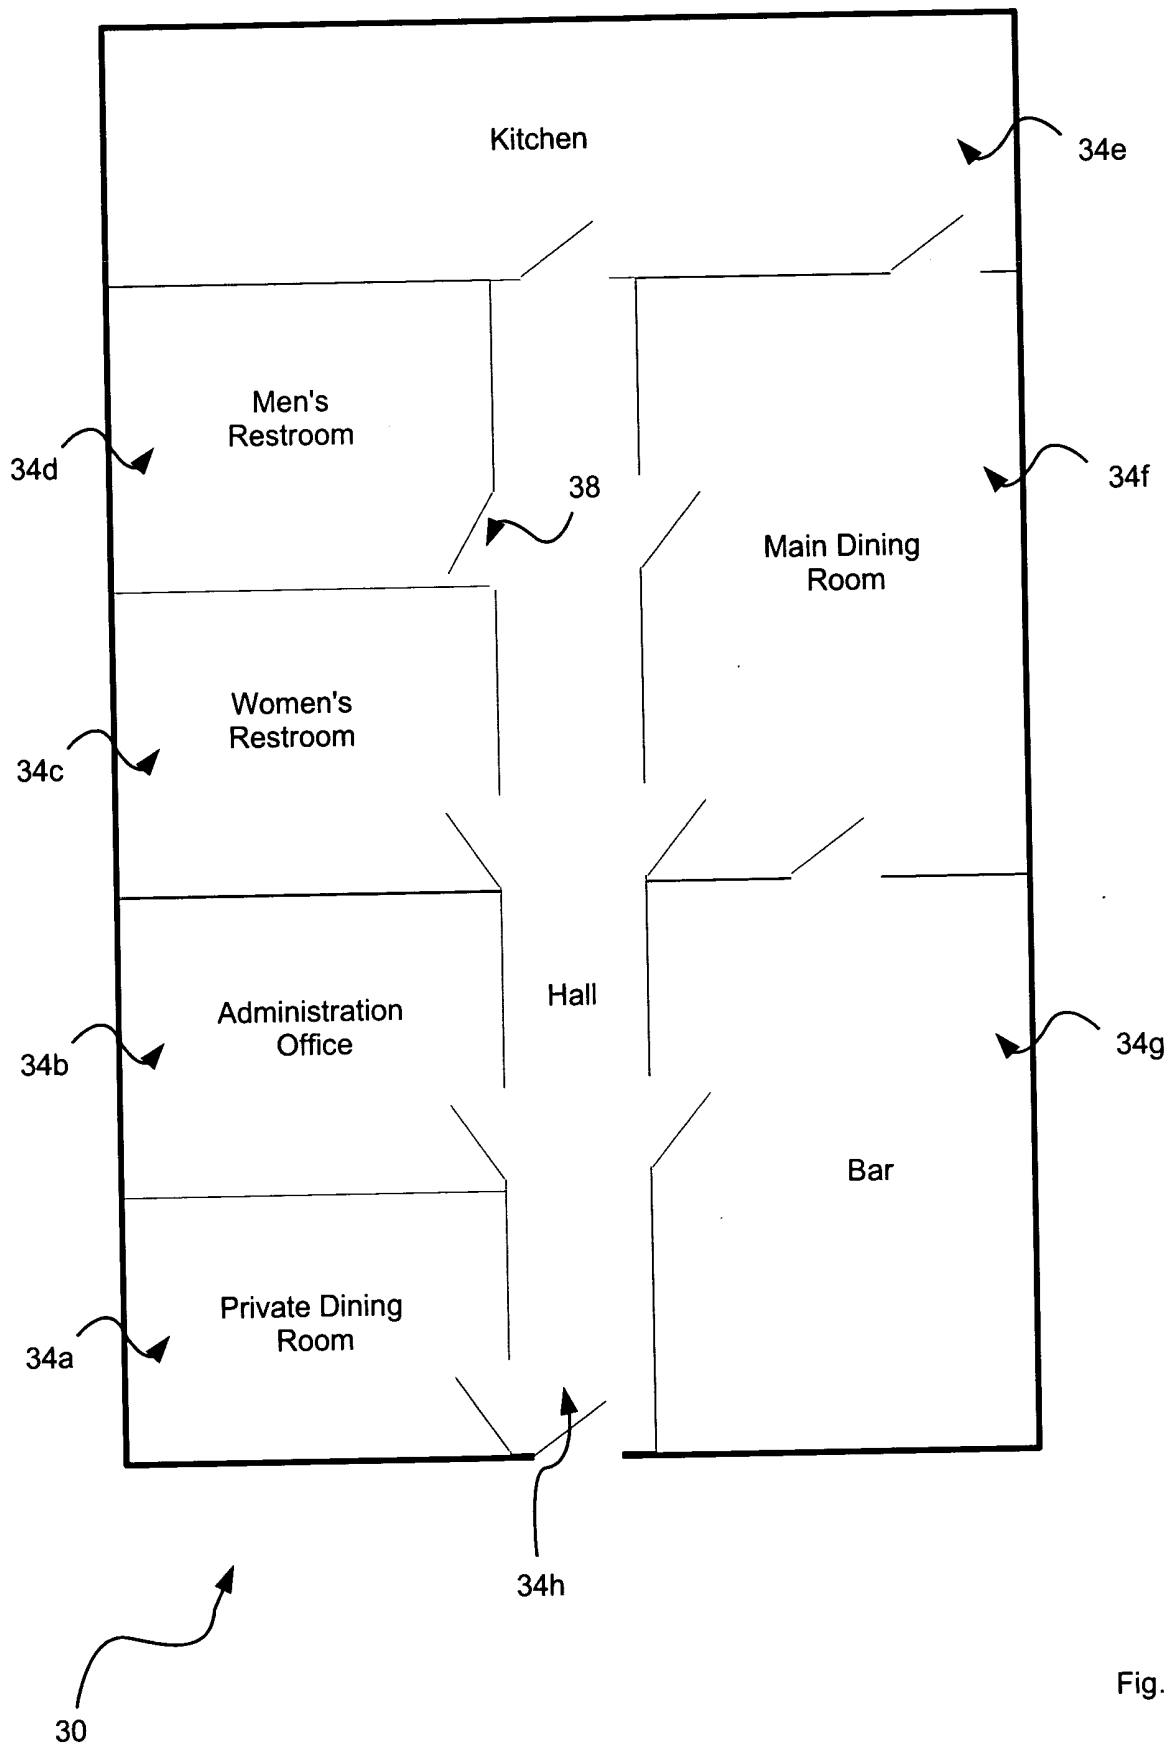 Kitchen
34e
Men's
Restroom
34d
38
34f
Main Dining
Room
Women's
Restroom
34c
Hall
Administration
Office
34b
34g
Bar
Private Dining
Room
34a
34h
30
Fig.